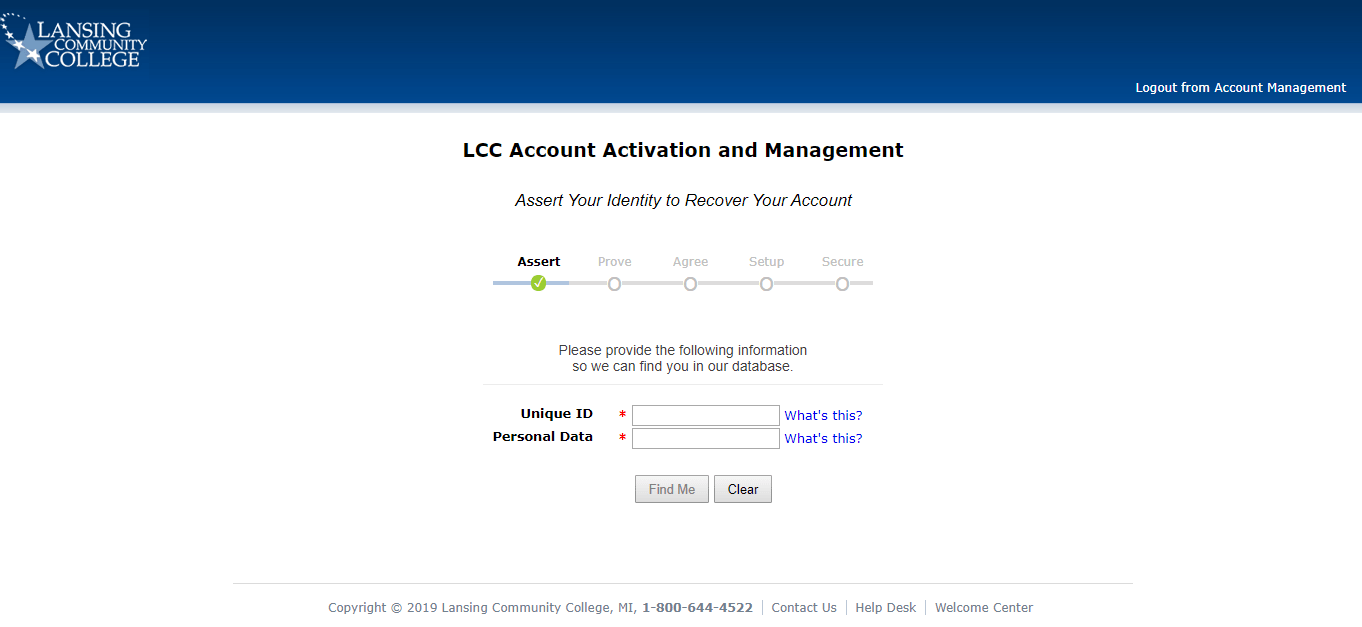 LANSING
COMMUNITY
COLLEGE
Logout from Account Management
LCC Account Activation and Management
Assert Your Identity to Recover Your Account
Assert Prove Agree Setup Secure
Please provide the following information
so we can find you in our database.
Unique ID * What's this?
Personal Data * What's this?
Find Me Clear
Copyright © 2019 Lansing Community College, MI, 1-800-644-4522 Contact Us Help Desk Welcome Center